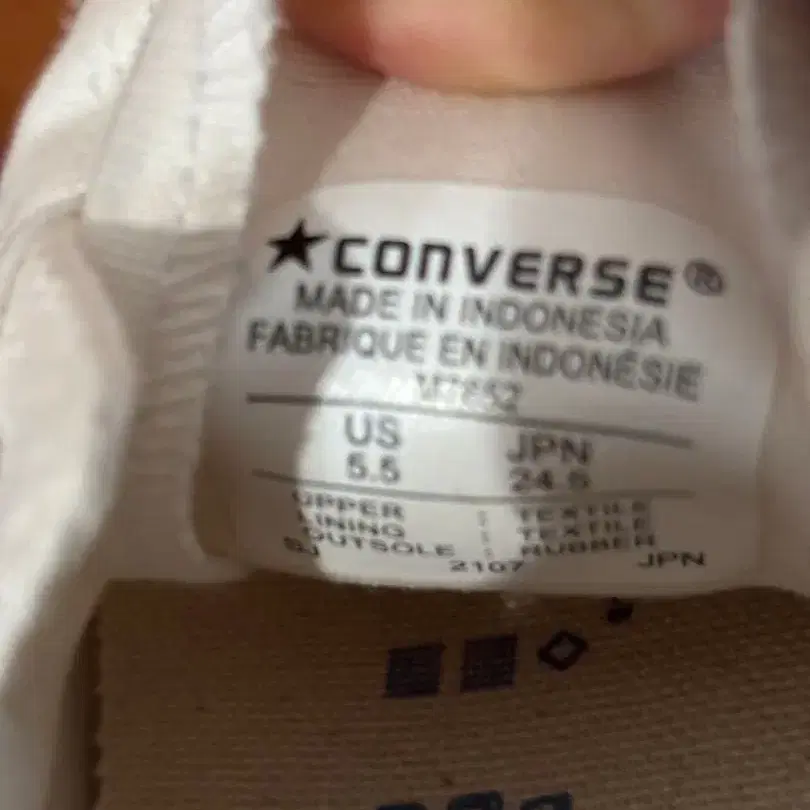 ★CONVERSE®
MADE IN INDONESIA
FABRIQUE EN INDONÉSIE
US JPN
5.5 24.5
UPPER : TEXTILE
LINING : TEXTILE
OUTSOLE : RUBBER
SJ 2107 JPN